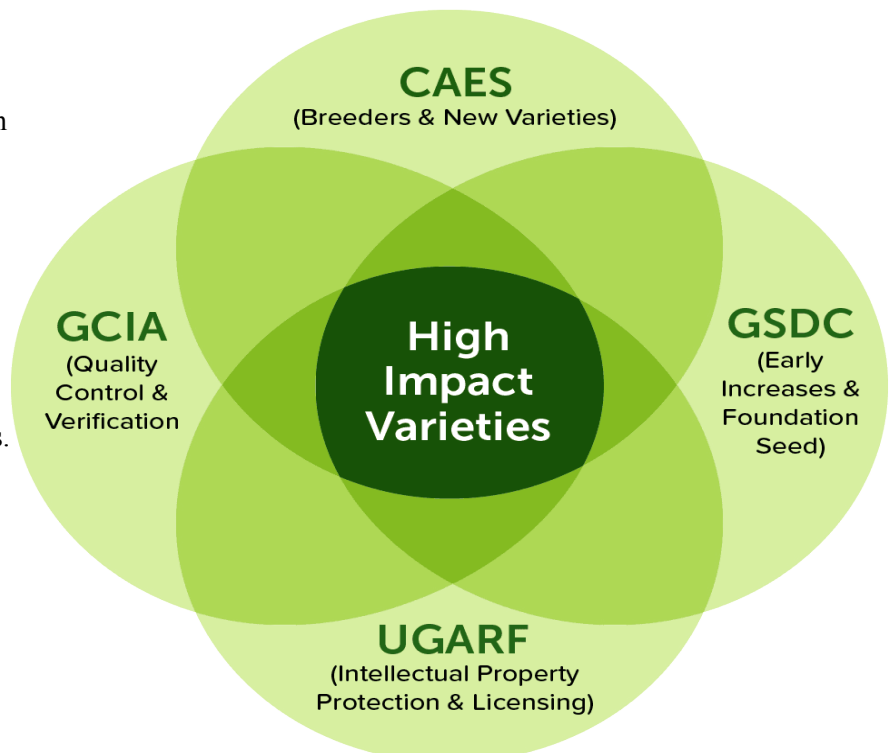 CAES
(Breeders & New Varieties)
GCIA
(Quality
Control &
Verification
High
Impact
Varieties
GSDC
(Early
Increases &
Foundation
Seed)
UGARF
(Intellectual Property
Protection & Licensing)